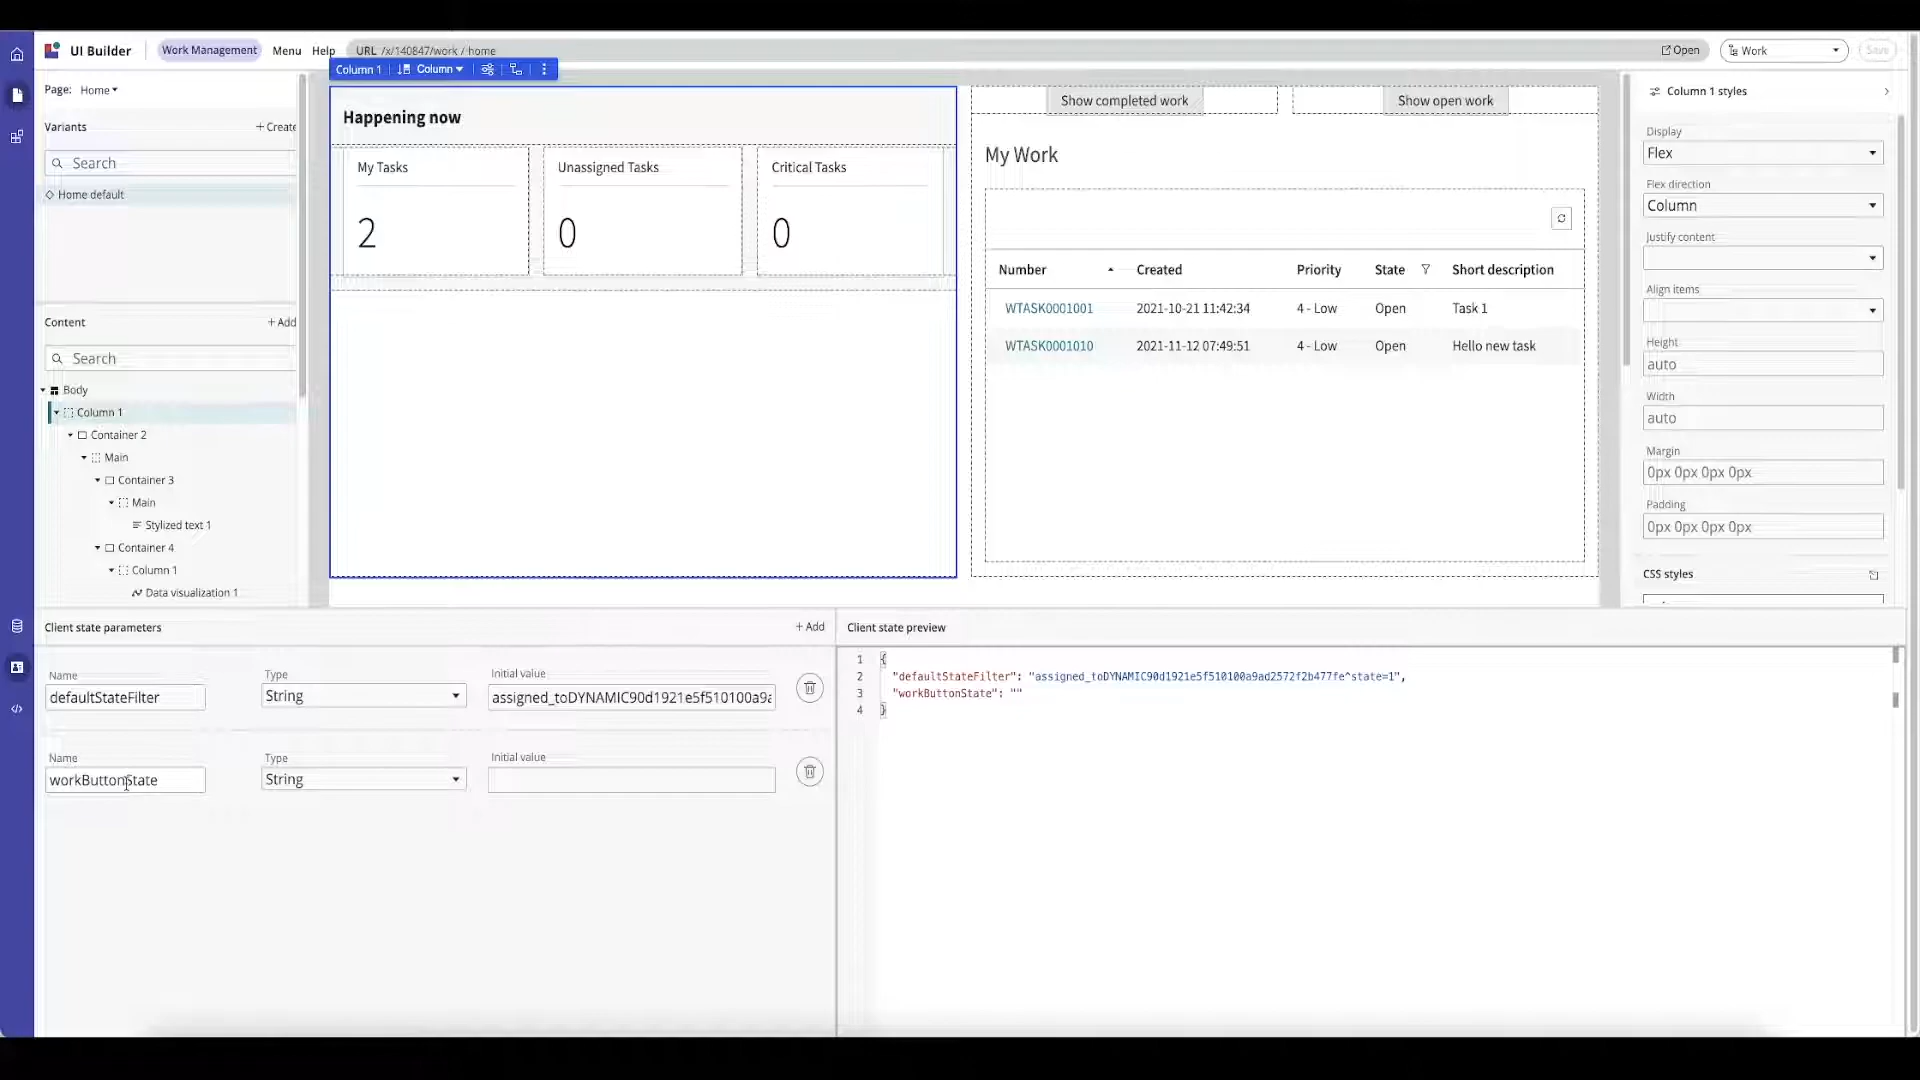 UI Builder
Work Management
Menu
Help
URL /x/140847/work / home
Open
Work
Save
Page: Home
Variants
+ Create
Search
Home default
Content
+ Add
Search
Body
Column 1
Container 2
Main
Container 3
Main
Stylized text 1
Container 4
Column 1
Data visualization 1
Column 1
Column
Happening now
My Tasks
2
Unassigned Tasks
0
Critical Tasks
0
Show completed work
Show open work
My Work
Number Created Priority State Short description
WTASK0001001 2021-10-21 11:42:34 4 - Low Open Task 1
WTASK0001010 2021-11-12 07:49:51 4 - Low Open Hello new task
Column 1 styles
Display
Flex
Flex direction
Column
Justify content
Align items
Height
auto
Width
auto
Margin
0px 0px 0px 0px
Padding
0px 0px 0px 0px
CSS styles
Client state parameters
+ Add
Name Type Initial value
defaultStateFilter String assigned_toDYNAMIC90d1921e5f510100a9a
Name Type Initial value
workButtonState String
Client state preview
1 {
2 "defaultStateFilter": "assigned_toDYNAMIC90d1921e5f510100a9ad2572f2b477fe^state=1",
3 "workButtonState": ""
4 }